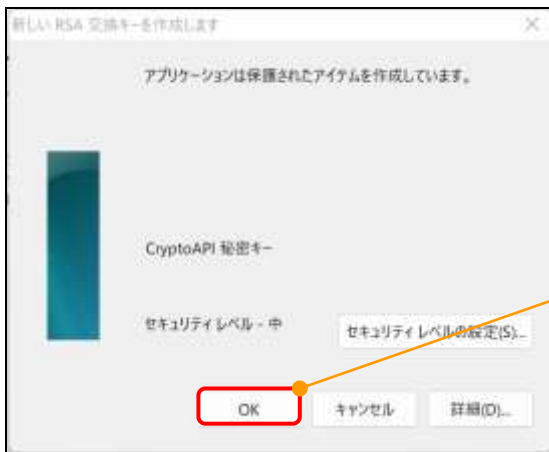 新しい RSA 交換キーを作成します
アプリケーションは保護されたアイテムを作成しています。
CryptoAPI 秘密キー
セキュリティ レベル - 中
セキュリティ レベルの設定(S)...
OK
キャンセル
詳細(D)...